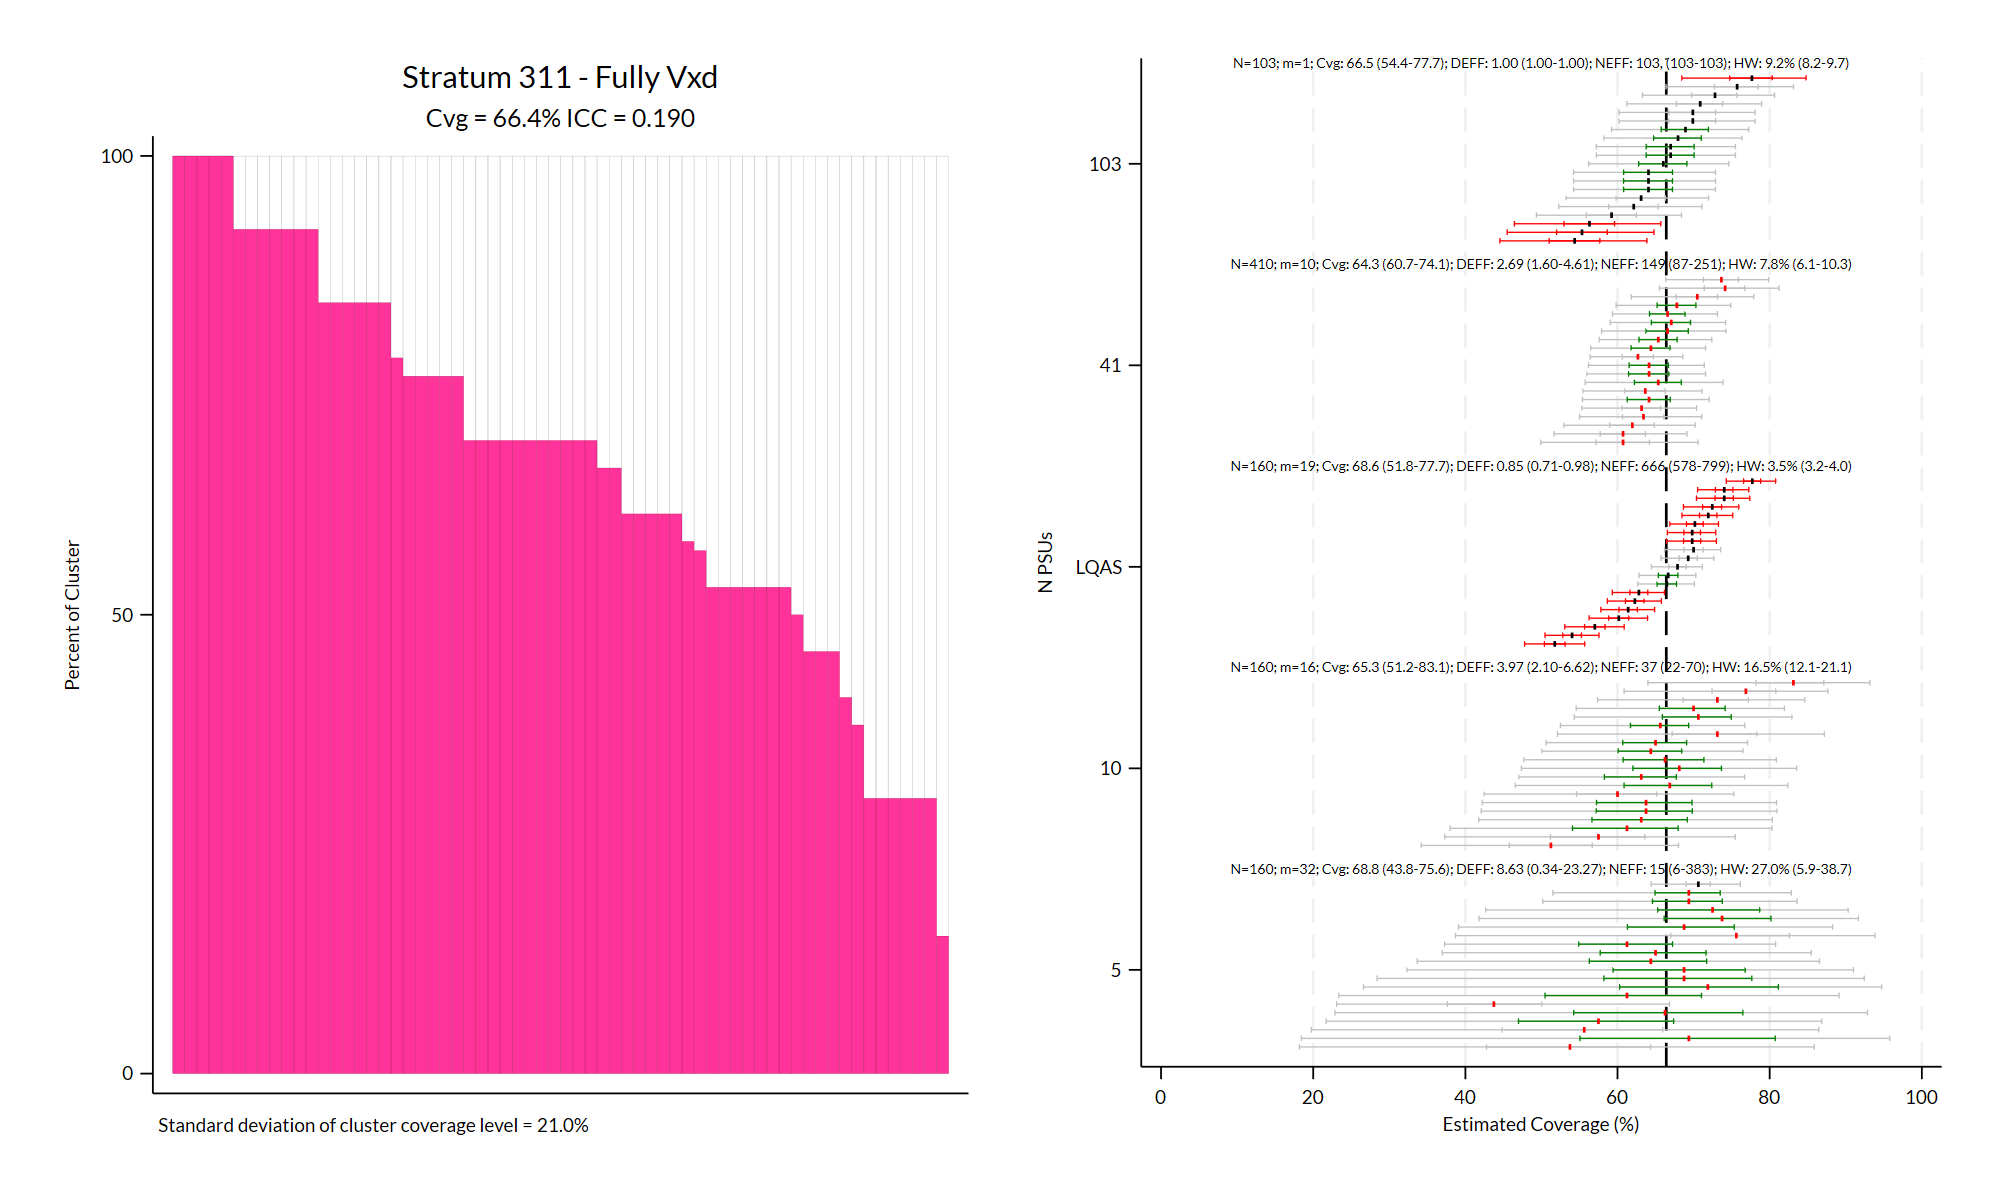 Stratum 311 - Fully Vxd
Cvg = 66.4% ICC = 0.190
100
50
0
Percent of Cluster
Standard deviation of cluster coverage level = 21.0%
N=103; m=1; Cvg: 66.5 (54.4-77.7); DEFF: 1.00 (1.00-1.00); NEFF: 103, (103-103); HW: 9.2% (8.2-9.7)
103
N=410; m=10; Cvg: 64.3 (60.7-74.1); DEFF: 2.69 (1.60-4.61); NEFF: 149 (87-251); HW: 7.8% (6.1-10.3)
41
N=160; m=19; Cvg: 68.6 (51.8-77.7); DEFF: 0.85 (0.71-0.98); NEFF: 666 (578-799); HW: 3.5% (3.2-4.0)
LQAS
N PSUs
N=160; m=16; Cvg: 65.3 (51.2-83.1); DEFF: 3.97 (2.10-6.62); NEFF: 37 (22-70); HW: 16.5% (12.1-21.1)
10
N=160; m=32; Cvg: 68.8 (43.8-75.6); DEFF: 8.63 (0.34-23.27); NEFF: 15 (6-383); HW: 27.0% (5.9-38.7)
5
0 20 40 60 80 100
Estimated Coverage (%)